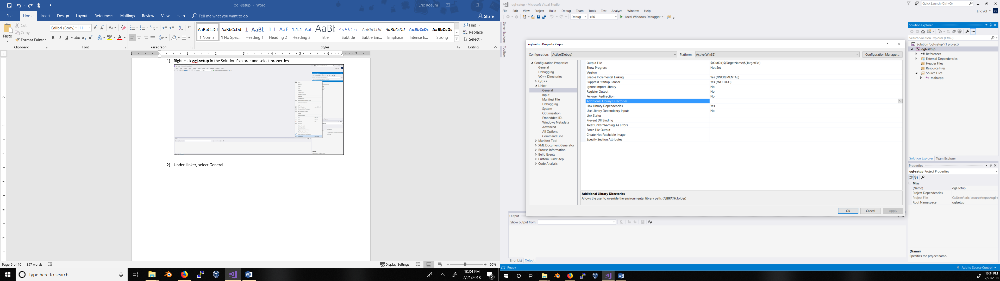 ogl-setup - Word
Eric Roeum
File Home Insert Design Layout References Mailings Review View Help Tell me what you want to do
Share
Paste
Cut
Copy
Format Painter
Calibri (Body) 11
AaBbCcDd AaBbCcDd 1 AaBb 1.1 AaE 1.1.1 Aal AaBb AaBbCcD AaBbCcDd AaBbCcDd AaBbCcDd AaBbCcDc
¶ Normal ¶ No Spac... Heading 1 Heading 2 Heading 3 Title Subtitle Subtle Em... Emphasis Intense E... Strong
Find
Replace
Select
Clipboard Font Paragraph Styles Editing
1) Right click ogl-setup in the Solution Explorer and select properties.
2) Under Linker, select General.
Page 9 of 10 357 words
Display Settings
90%
Type here to search
10:34 PM
7/21/2018
2
ogl-setup - Microsoft Visual Studio
Quick Launch (Ctrl+Q)
File Edit View Project Build Debug Team Tools Test Analyze Window Help
Eric Vol EV
Debug x86 Local Windows Debugger
Server Explorer
Toolbox
ogl-setup Property Pages
Configuration: Active(Debug) Platform: Active(Win32) Configuration Manager...
Configuration Properties
General
Debugging
VC++ Directories
C/C++
Linker
General
Input
Manifest File
Debugging
System
Optimization
Embedded IDL
Windows Metadata
Advanced
All Options
Command Line
Manifest Tool
XML Document Generator
Browse Information
Build Events
Custom Build Step
Code Analysis
Output File $(OutDir)$(TargetName)$(TargetExt)
Show Progress Not Set
Version
Enable Incremental Linking Yes (/INCREMENTAL)
Suppress Startup Banner Yes (/NOLOGO)
Ignore Import Library No
Register Output No
Per-user Redirection No
Additional Library Directories
Link Library Dependencies Yes
Use Library Dependency Inputs No
Link Status
Prevent Dll Binding
Treat Linker Warning As Errors
Force File Output
Create Hot Patchable Image
Specify Section Attributes
Additional Library Directories
Allows the user to override the environmental library path. (/LIBPATH:folder)
OK Cancel Apply
Output
Show output from:
Error List Output
Ready
Add to Source Control
Solution Explorer
Search Solution Explorer (Ctrl+;)
Solution 'ogl-setup' (1 project)
ogl-setup
References
External Dependencies
Header Files
Resource Files
Source Files
main.cpp
Solution Explorer Team Explorer
Properties
ogl-setup Project Properties
Misc
(Name) ogl-setup
Project Dependencies
Project File C:\Users\eric_\source\repos\ogl-s
Root Namespace oglsetup
(Name)
Specifies the project name.
10:34 PM
7/21/2018